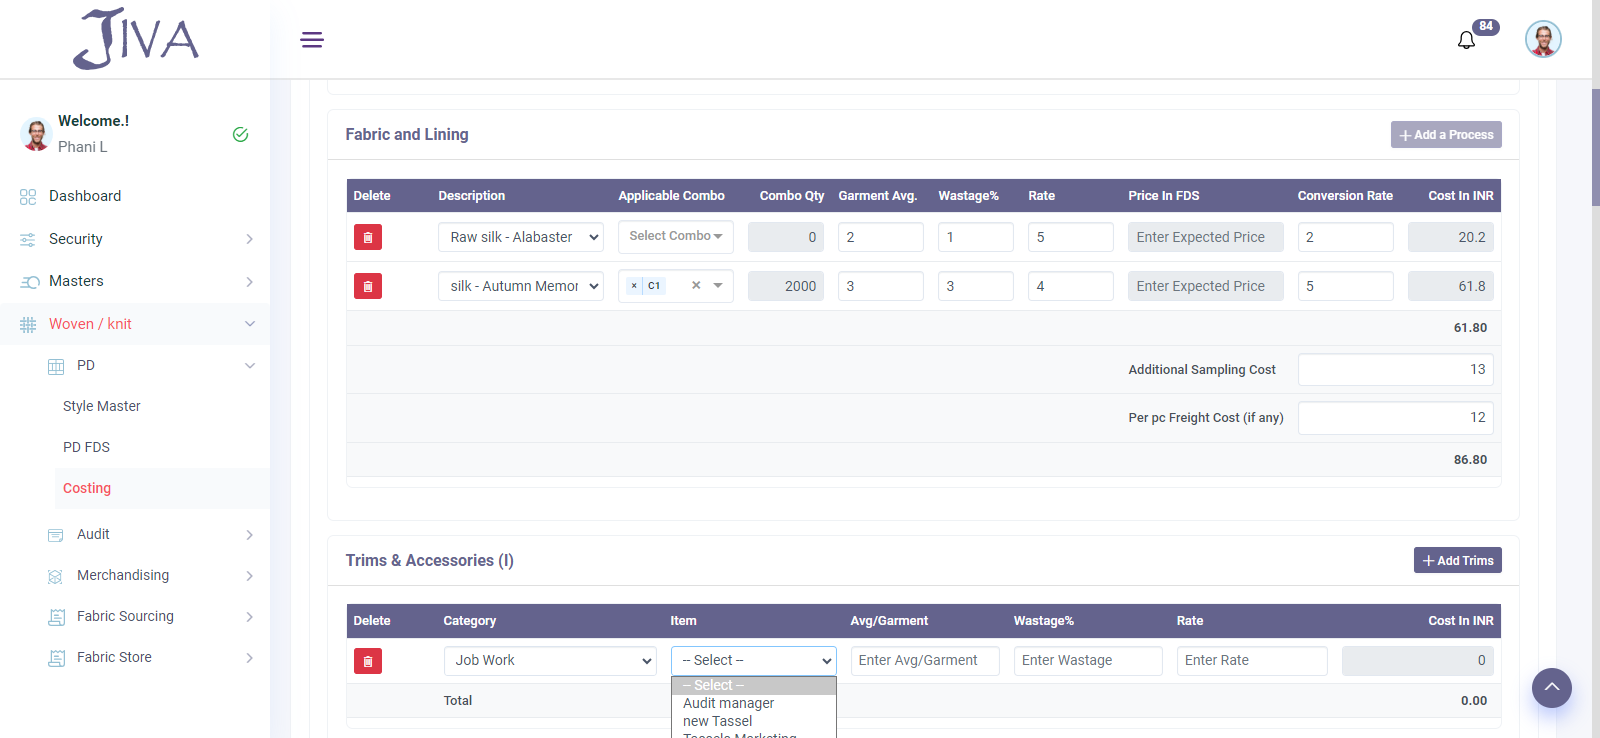 JIVA
84
Welcome.!
Phani L
Dashboard
Security
Masters
Woven / knit
PD
Style Master
PD FDS
Costing
Audit
Merchandising
Fabric Sourcing
Fabric Store
Fabric and Lining
Add a Process
Delete Description Applicable Combo Combo Qty Garment Avg. Wastage% Rate Price In FDS Conversion Rate Cost In INR
Raw silk - Alabaster Select Combo 0 2 1 5 Enter Expected Price 2 20.2
silk - Autumn Memor × C1 × 2000 3 3 4 Enter Expected Price 5 61.8
61.80
Additional Sampling Cost 13
Per pc Freight Cost (if any) 12
86.80
Trims & Accessories (I)
Add Trims
Delete Category Item Avg/Garment Wastage% Rate Cost In INR
Job Work -- Select -- Enter Avg/Garment Enter Wastage Enter Rate 0
-- Select --
Audit manager
Total 0.00
new Tassel